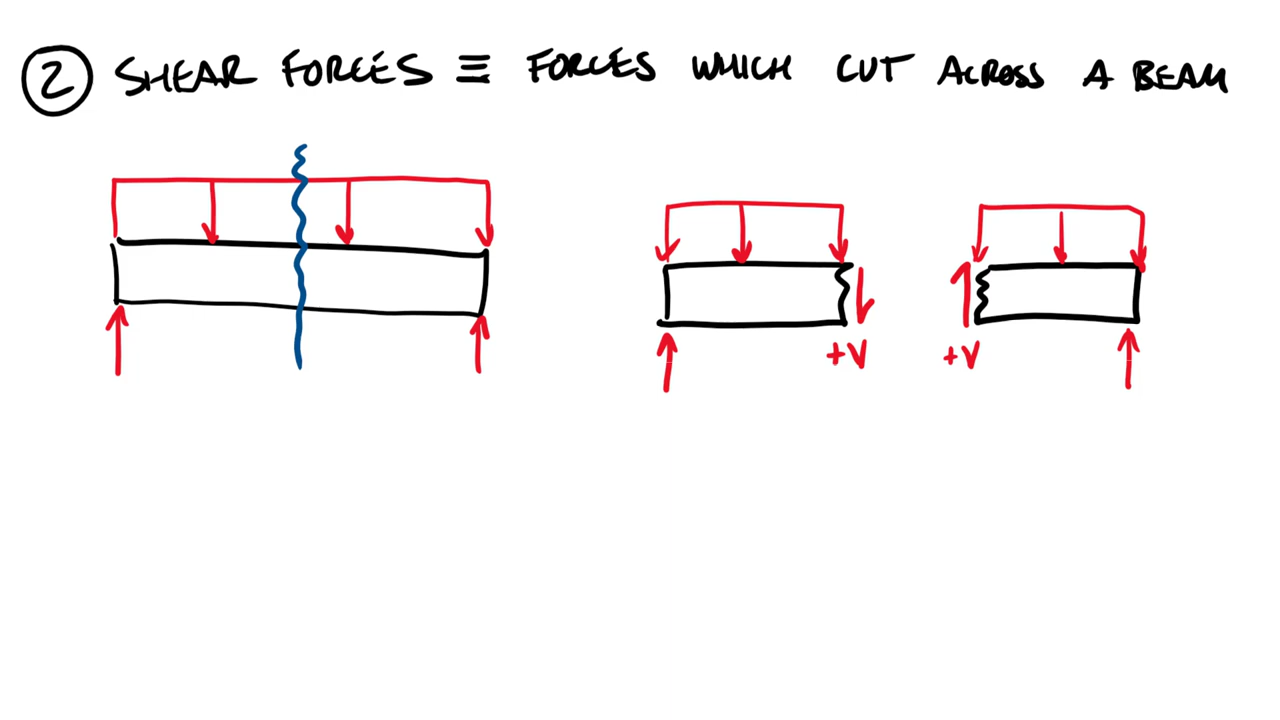 ② SHEAR FORCES ≡ FORCES WHICH CUT ACROSS A BEAM
+V +V